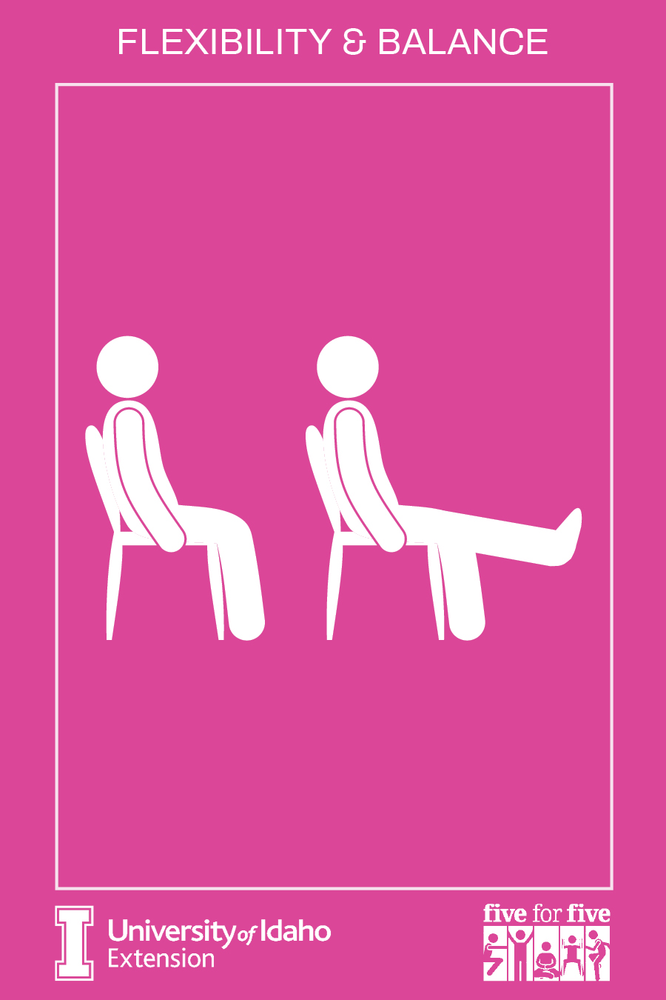 FLEXIBILITY & BALANCE
I
University of Idaho
Extension
five for five